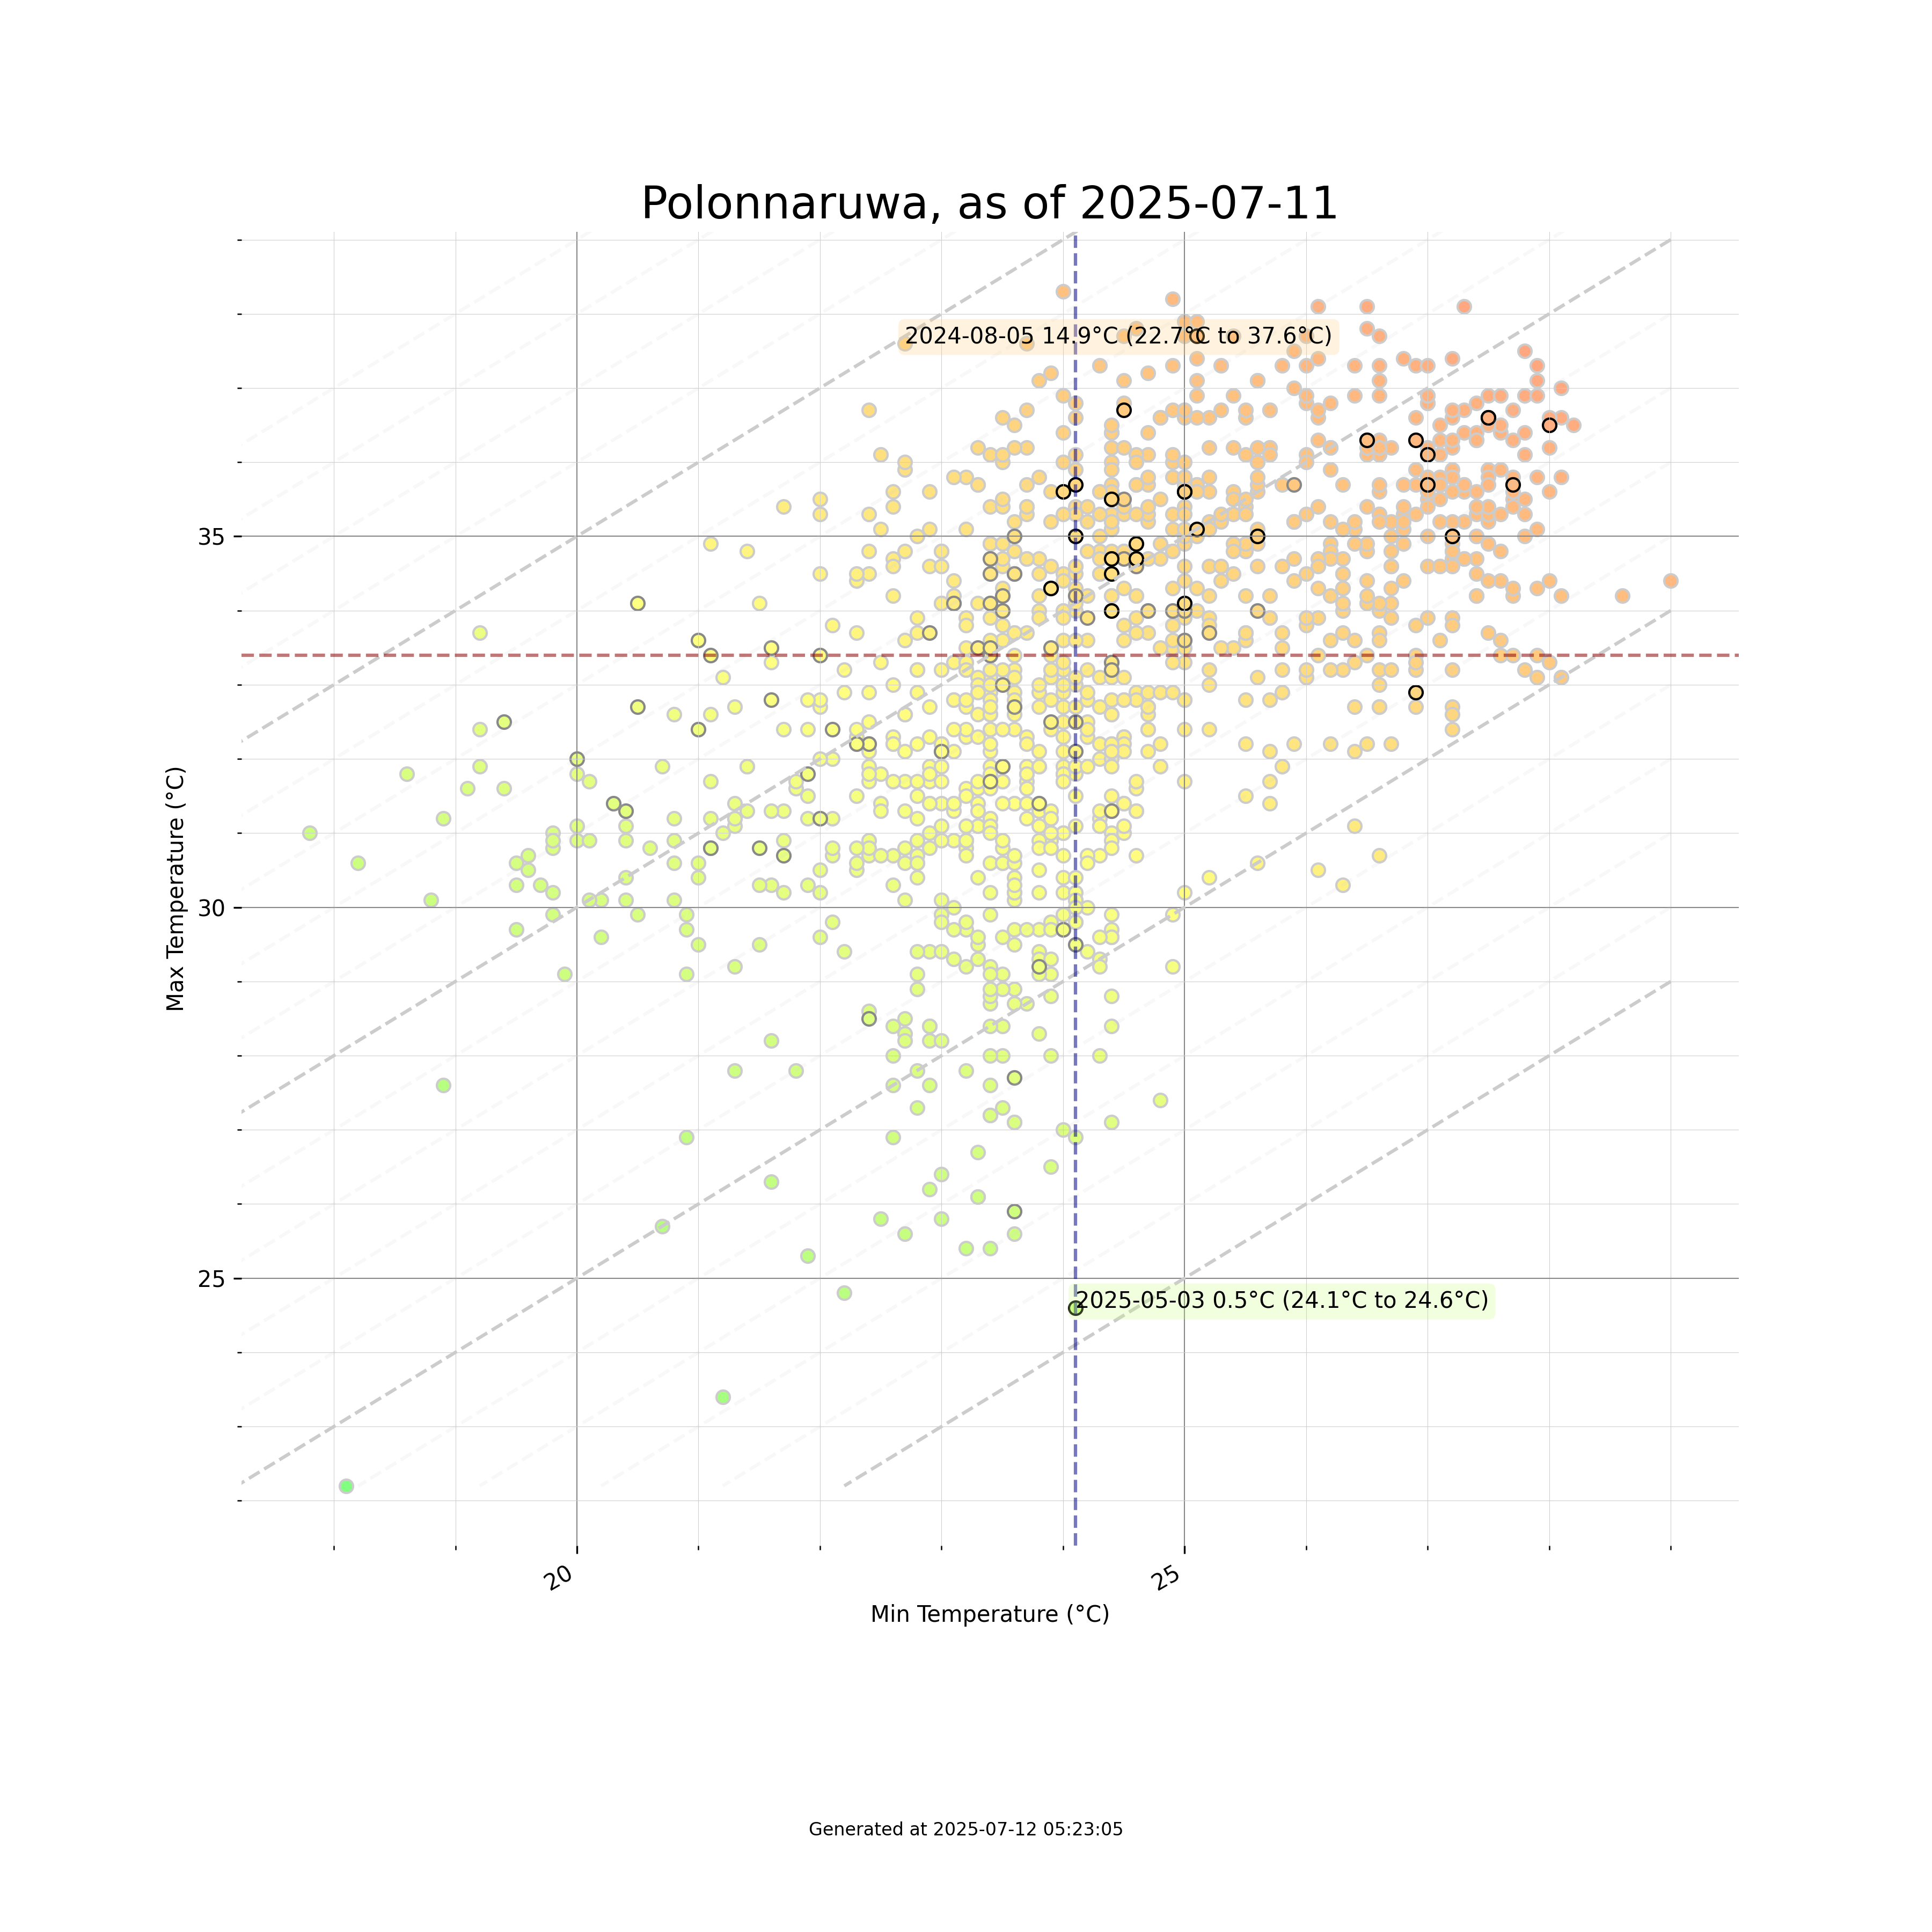 Polonnaruwa, as of 2025-07-11
2024-08-05 14.9°C (22.7°C to 37.6°C)
35
30
25
Max Temperature (°C)
2025-05-03 0.5°C (24.1°C to 24.6°C)
20
25
Min Temperature (°C)
Generated at 2025-07-12 05:23:05